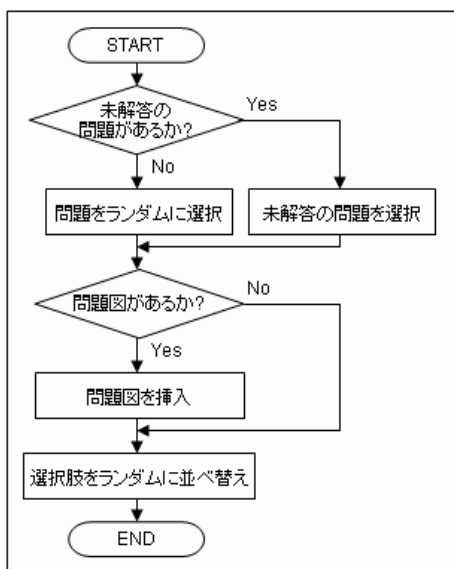 START
未解答の
問題があるか?
Yes
No
問題をランダムに選択
未解答の問題を選択
問題図があるか?
No
Yes
問題図を挿入
選択肢をランダムに並べ替え
END